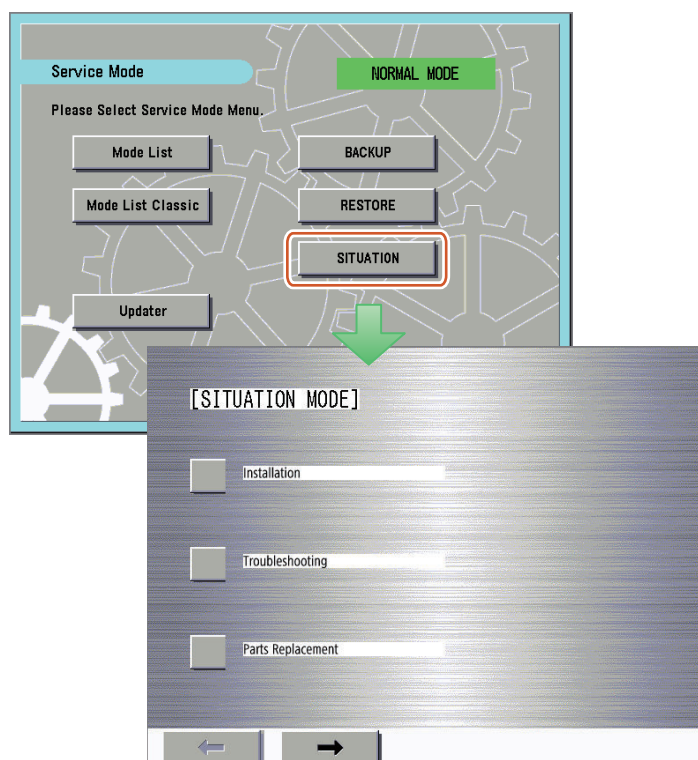 Service Mode
NORMAL MODE
Please Select Service Mode Menu.
Mode List
BACKUP
Mode List Classic
RESTORE
SITUATION
Updater
[SITUATION MODE]
Installation
Troubleshooting
Parts Replacement